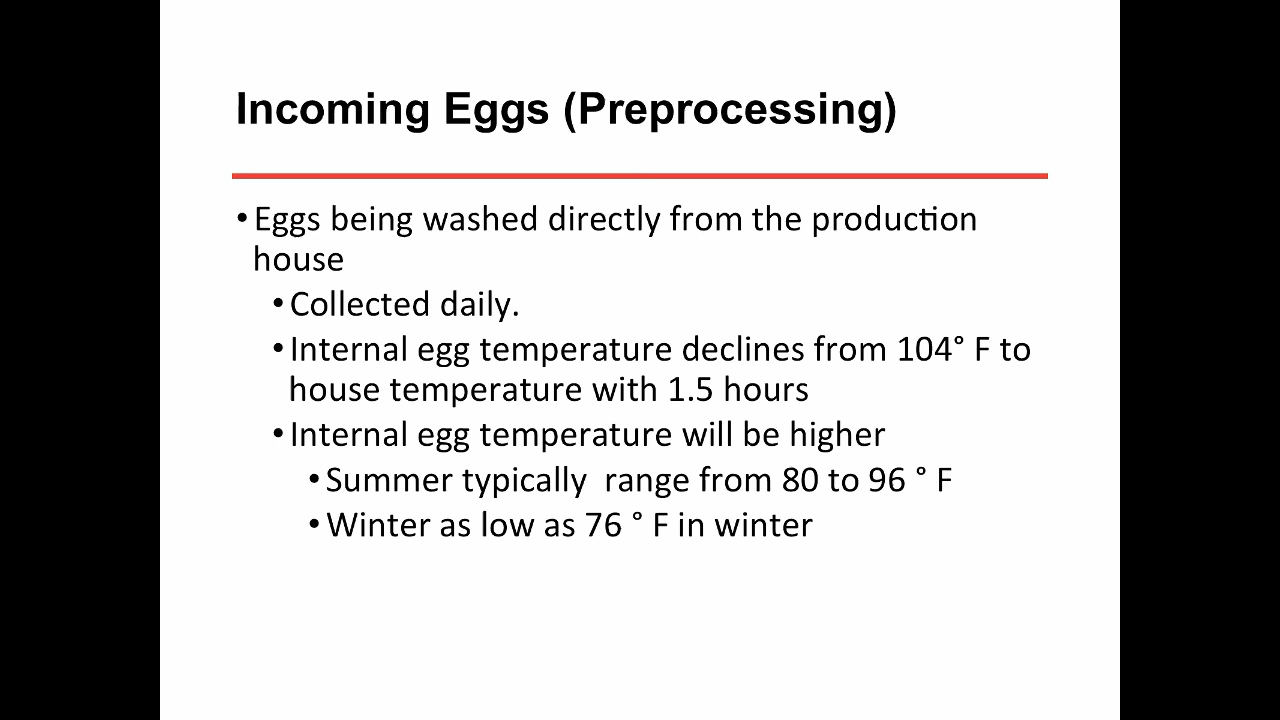 Incoming Eggs (Preprocessing)
•Eggs being washed directly from the production
house
•Collected daily.
•Internal egg temperature declines from 104° F to
house temperature with 1.5 hours
•Internal egg temperature will be higher
•Summer typically  range from 80 to 96 ° F
•Winter as low as 76 ° F in winter